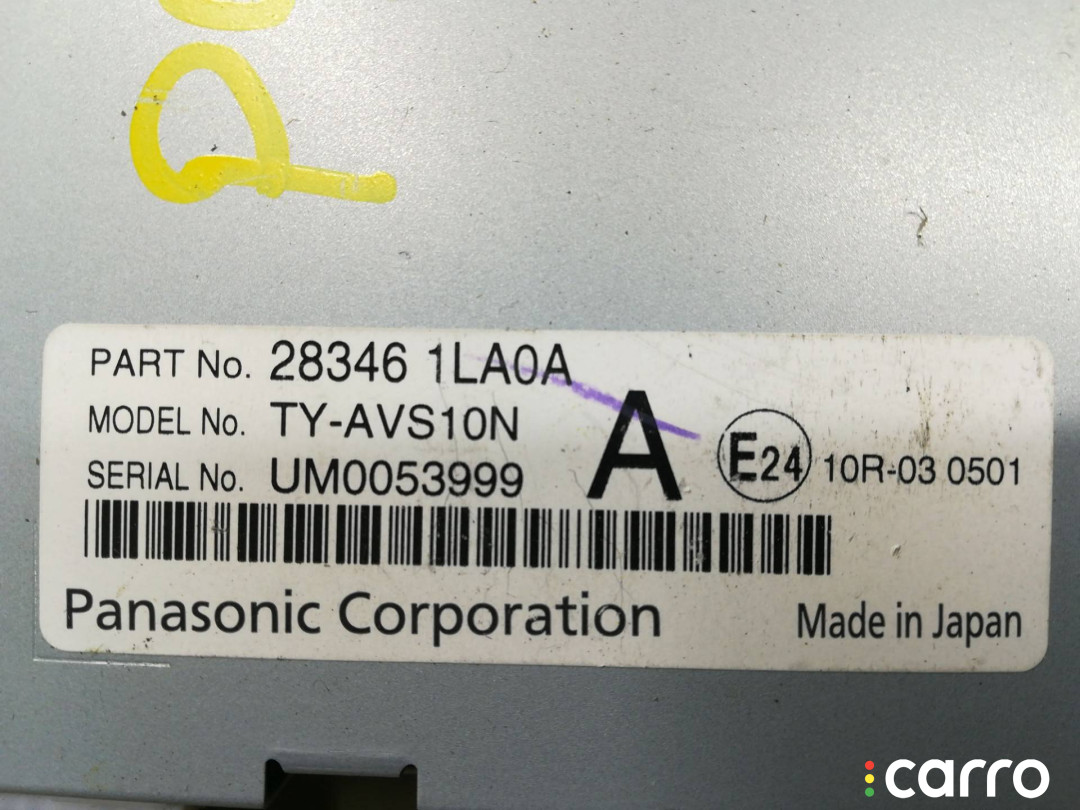 PART No. 28346 1LA0A
MODEL No. TY-AVS10N
SERIAL No. UM0053999
A
E24 10R-03 0501
Panasonic Corporation
Made in Japan
carro